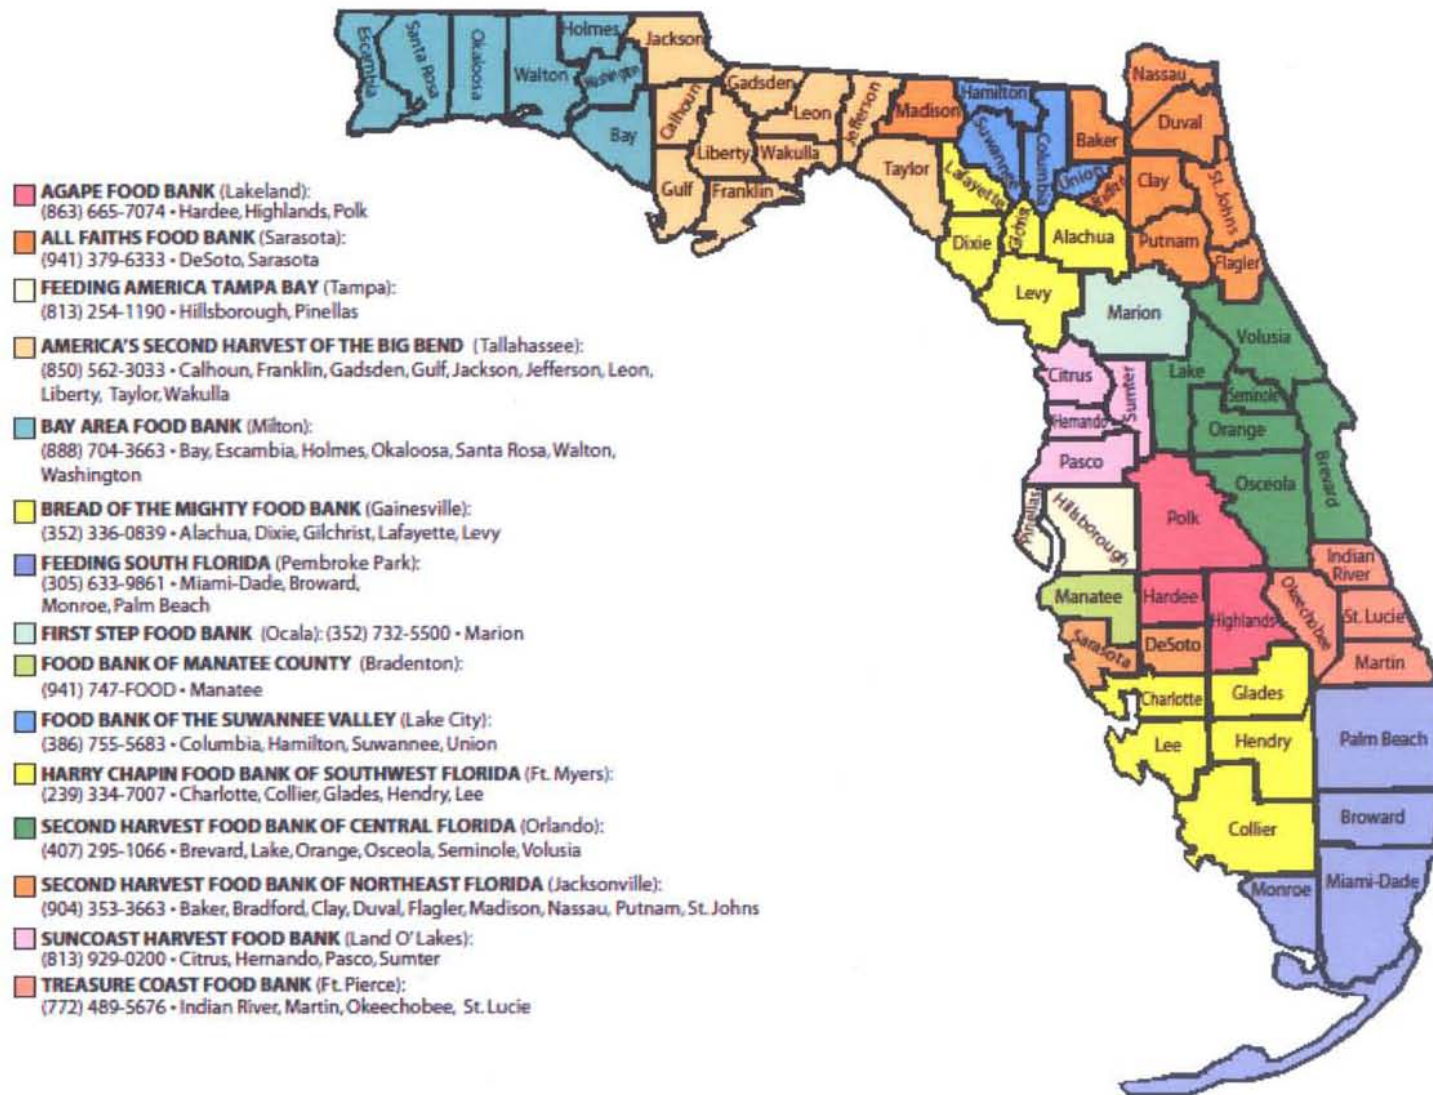 AGAPE FOOD BANK (Lakeland):
(863) 665-7074 • Hardee, Highlands, Polk
ALL FAITHS FOOD BANK (Sarasota):
(941) 379-6333 • DeSoto, Sarasota
FEEDING AMERICA TAMPA BAY (Tampa):
(813) 254-1190 • Hillsborough, Pinellas
AMERICA'S SECOND HARVEST OF THE BIG BEND (Tallahassee):
(850) 562-3033 • Calhoun, Franklin, Gadsden, Gulf, Jackson, Jefferson, Leon,
Liberty, Taylor, Wakulla
BAY AREA FOOD BANK (Milton):
(888) 704-3663 • Bay, Escambia, Holmes, Okaloosa, Santa Rosa, Walton,
Washington
BREAD OF THE MIGHTY FOOD BANK (Gainesville):
(352) 336-0839 • Alachua, Dixie, Gilchrist, Lafayette, Levy
FEEDING SOUTH FLORIDA (Pembroke Park):
(305) 633-9861 • Miami-Dade, Broward,
Monroe, Palm Beach
FIRST STEP FOOD BANK (Ocala): (352) 732-5500 • Marion
FOOD BANK OF MANATEE COUNTY (Bradenton):
(941) 747-FOOD • Manatee
FOOD BANK OF THE SUWANNEE VALLEY (Lake City):
(386) 755-5683 • Columbia, Hamilton, Suwannee, Union
HARRY CHAPIN FOOD BANK OF SOUTHWEST FLORIDA (Ft. Myers):
(239) 334-7007 • Charlotte, Collier, Glades, Hendry, Lee
SECOND HARVEST FOOD BANK OF CENTRAL FLORIDA (Orlando):
(407) 295-1066 • Brevard, Lake, Orange, Osceola, Seminole, Volusia
SECOND HARVEST FOOD BANK OF NORTHEAST FLORIDA (Jacksonville):
(904) 353-3663 • Baker, Bradford, Clay, Duval, Flagler, Madison, Nassau, Putnam, St. Johns
SUNCOAST HARVEST FOOD BANK (Land O' Lakes):
(813) 929-0200 • Citrus, Hernando, Pasco, Sumter
TREASURE COAST FOOD BANK (Ft. Pierce):
(772) 489-5676 • Indian River, Martin, Okeechobee, St. Lucie
Escambia
Santa Rosa
Okaloosa
Walton
Holmes
Washington
Bay
Jackson
Calhoun
Gulf
Liberty
Franklin
Gadsden
Leon
Wakulla
Jefferson
Madison
Taylor
Hamilton
Suwannee
Columbia
Lafayette
Dixie
Gilchrist
Baker
Union
Nassau
Duval
Clay
St. Johns
Alachua
Putnam
Flagler
Levy
Marion
Volusia
Citrus
Sumter
Lake
Seminole
Hernando
Orange
Pasco
Brevard
Osceola
Pinellas
Hillsborough
Polk
Indian
River
Manatee
Hardee
Highlands
Okeechobee
St. Lucie
Sarasota
DeSoto
Martin
Charlotte
Glades
Lee
Hendry
Palm Beach
Collier
Broward
Monroe
Miami-Dade